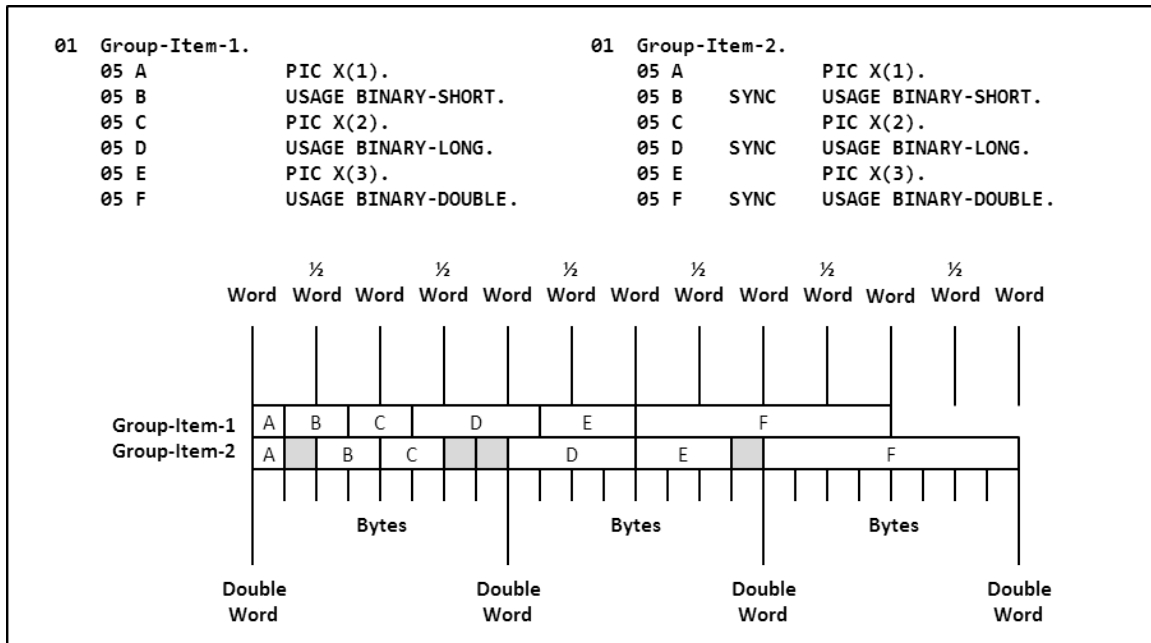 01 Group-Item-1.
05 A PIC X(1).
05 B USAGE BINARY-SHORT.
05 C PIC X(2).
05 D USAGE BINARY-LONG.
05 E PIC X(3).
05 F USAGE BINARY-DOUBLE.
01 Group-Item-2.
05 A PIC X(1).
05 B SYNC USAGE BINARY-SHORT.
05 C PIC X(2).
05 D SYNC USAGE BINARY-LONG.
05 E PIC X(3).
05 F SYNC USAGE BINARY-DOUBLE.
½ ½ ½ ½ ½ ½
Word Word Word Word Word Word Word Word Word Word Word Word Word
Group-Item-1 A B C D E F
Group-Item-2 A B C D E F
Bytes Bytes Bytes
Double Double Double Double
Word Word Word Word